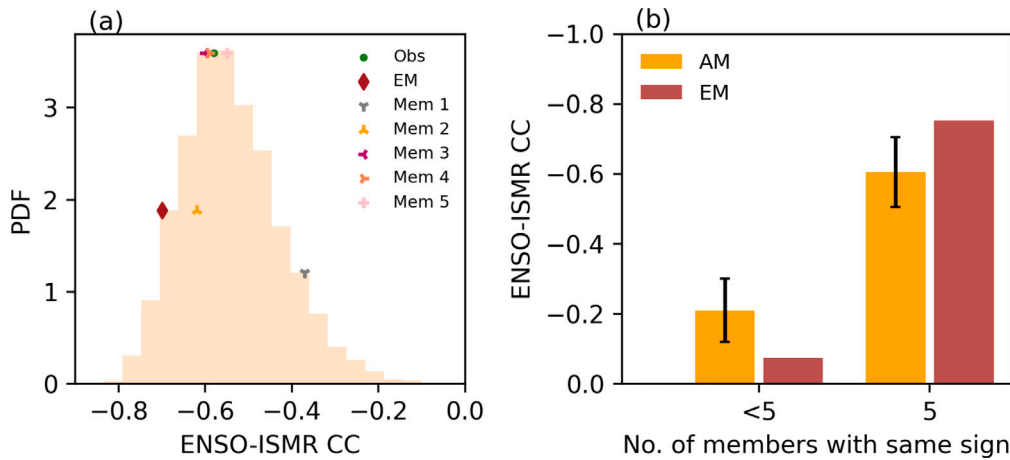 (a)
PDF
3
2
1
0
−0.8
−0.6
−0.4
−0.2
0.0
ENSO-ISMR CC
Obs
EM
Mem 1
Mem 2
Mem 3
Mem 4
Mem 5
(b)
ENSO-ISMR CC
−1.0
−0.8
−0.6
−0.4
−0.2
0.0
AM
EM
<5
5
No. of members with same sign